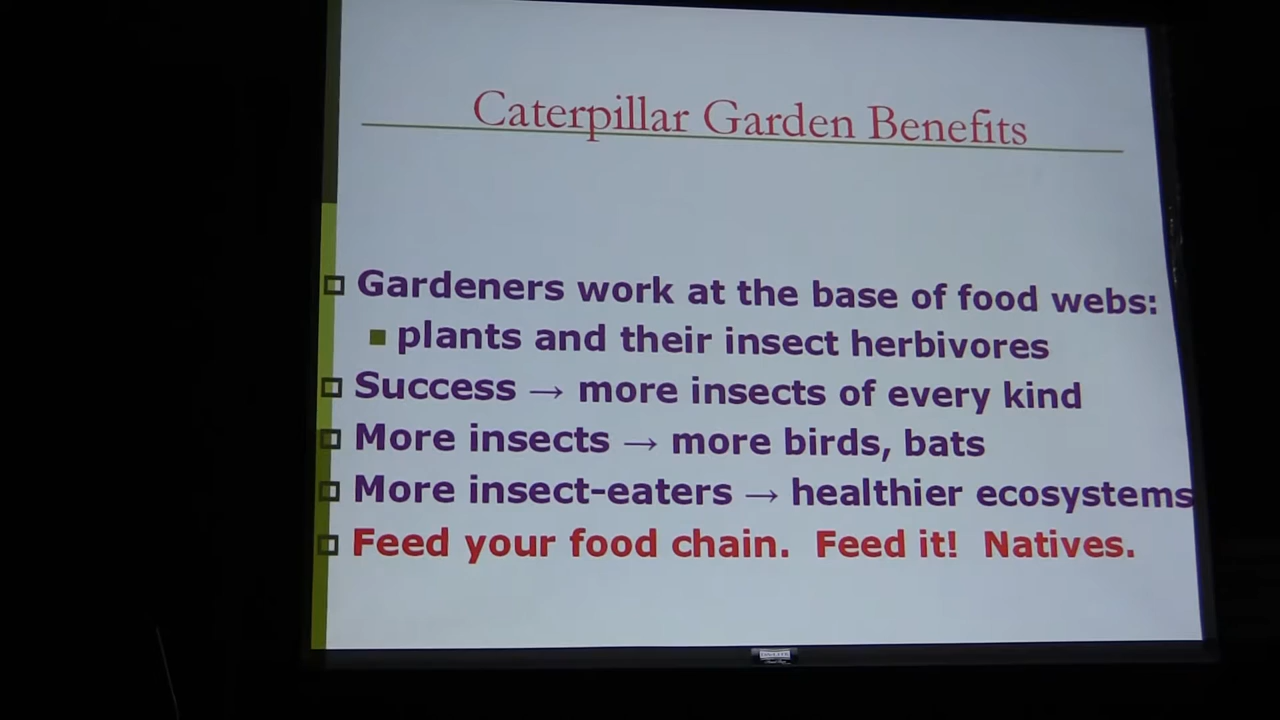 Caterpillar Garden Benefits
Gardeners work at the base of food webs:
plants and their insect herbivores
Success → more insects of every kind
More insects → more birds, bats
More insect-eaters → healthier ecosystems
Feed your food chain. Feed it! Natives.